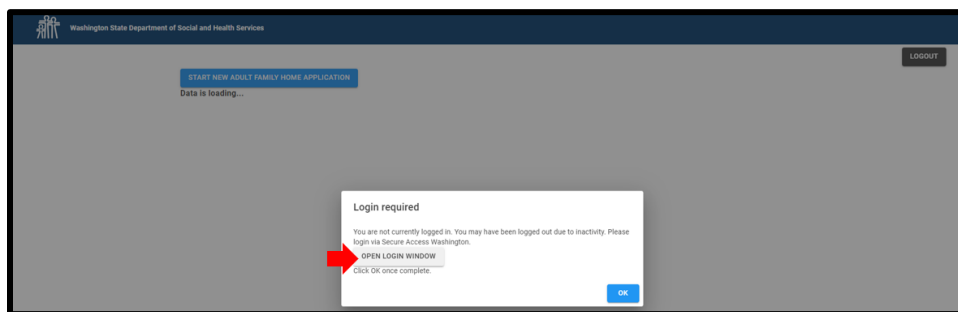 Washington State Department of Social and Health Services
LOGOUT
START NEW ADULT FAMILY HOME APPLICATION
Data is loading...
Login required
You are not currently logged in. You may have been logged out due to inactivity. Please
login via Secure Access Washington.
OPEN LOGIN WINDOW
Click OK once complete.
OK